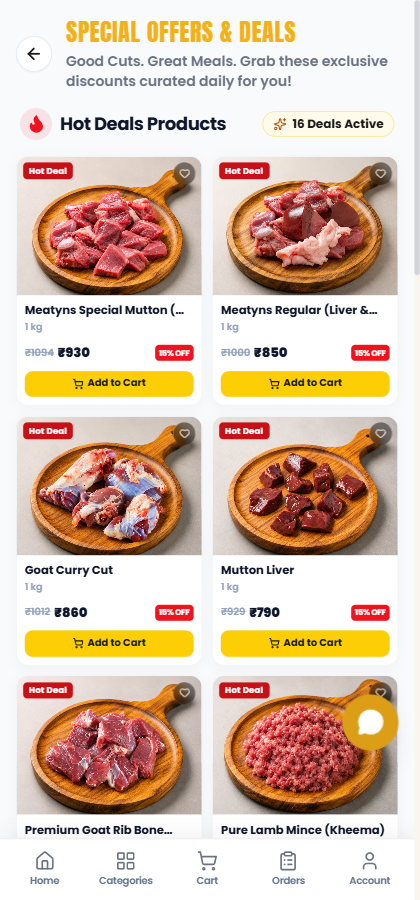 SPECIAL OFFERS & DEALS
Good Cuts. Great Meals. Grab these exclusive
discounts curated daily for you!
Hot Deals Products
16 Deals Active
Hot Deal
Hot Deal
Meatyns Special Mutton (...
Meatyns Regular (Liver &...
1 kg
1 kg
₹1094 ₹930
15% OFF
₹1000 ₹850
15% OFF
Add to Cart
Add to Cart
Hot Deal
Hot Deal
Goat Curry Cut
Mutton Liver
1 kg
1 kg
₹1012 ₹860
15% OFF
₹929 ₹790
15% OFF
Add to Cart
Add to Cart
Hot Deal
Hot Deal
Premium Goat Rib Bone...
Pure Lamb Mince (Kheema)
Home
Categories
Cart
Orders
Account